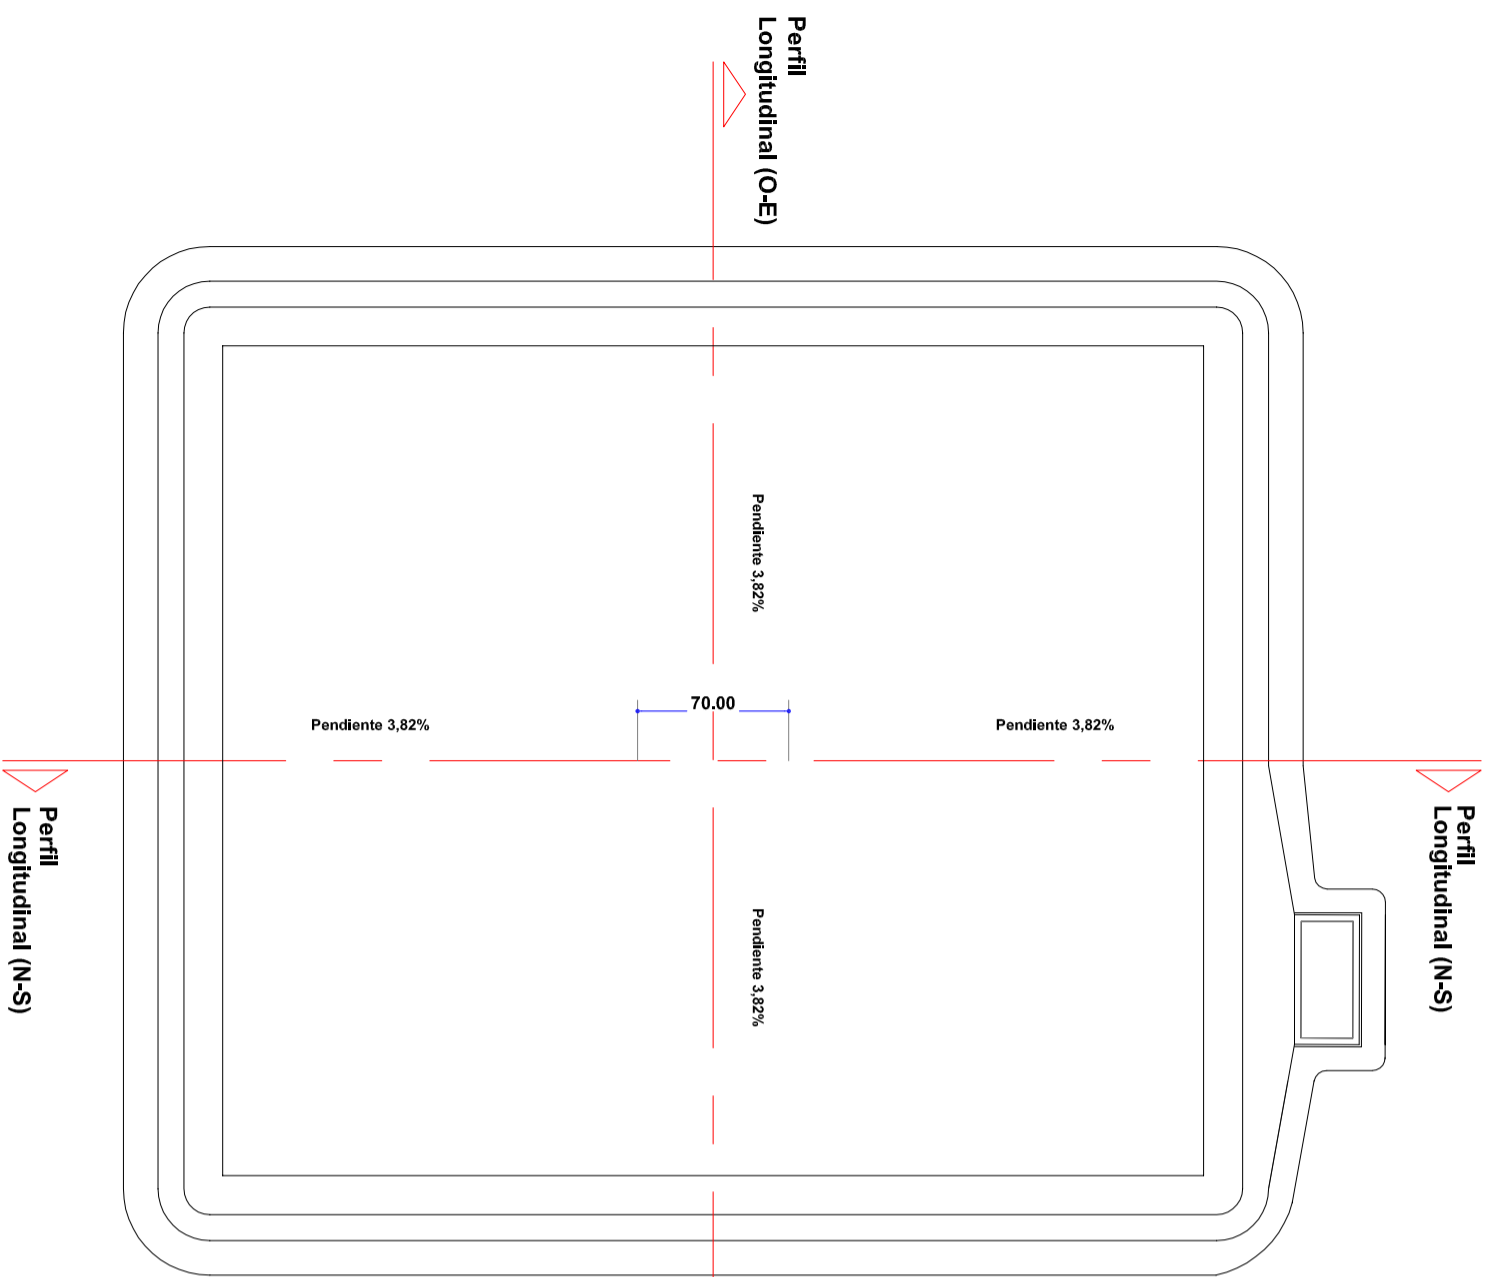 Perfil
Longitudinal (O-E)
Pendiente 3,82%
70.00
Pendiente 3,82%
Pendiente 3,82%
Perfil
Longitudinal (N-S)
Perfil
Longitudinal (N-S)
Pendiente 3,82%